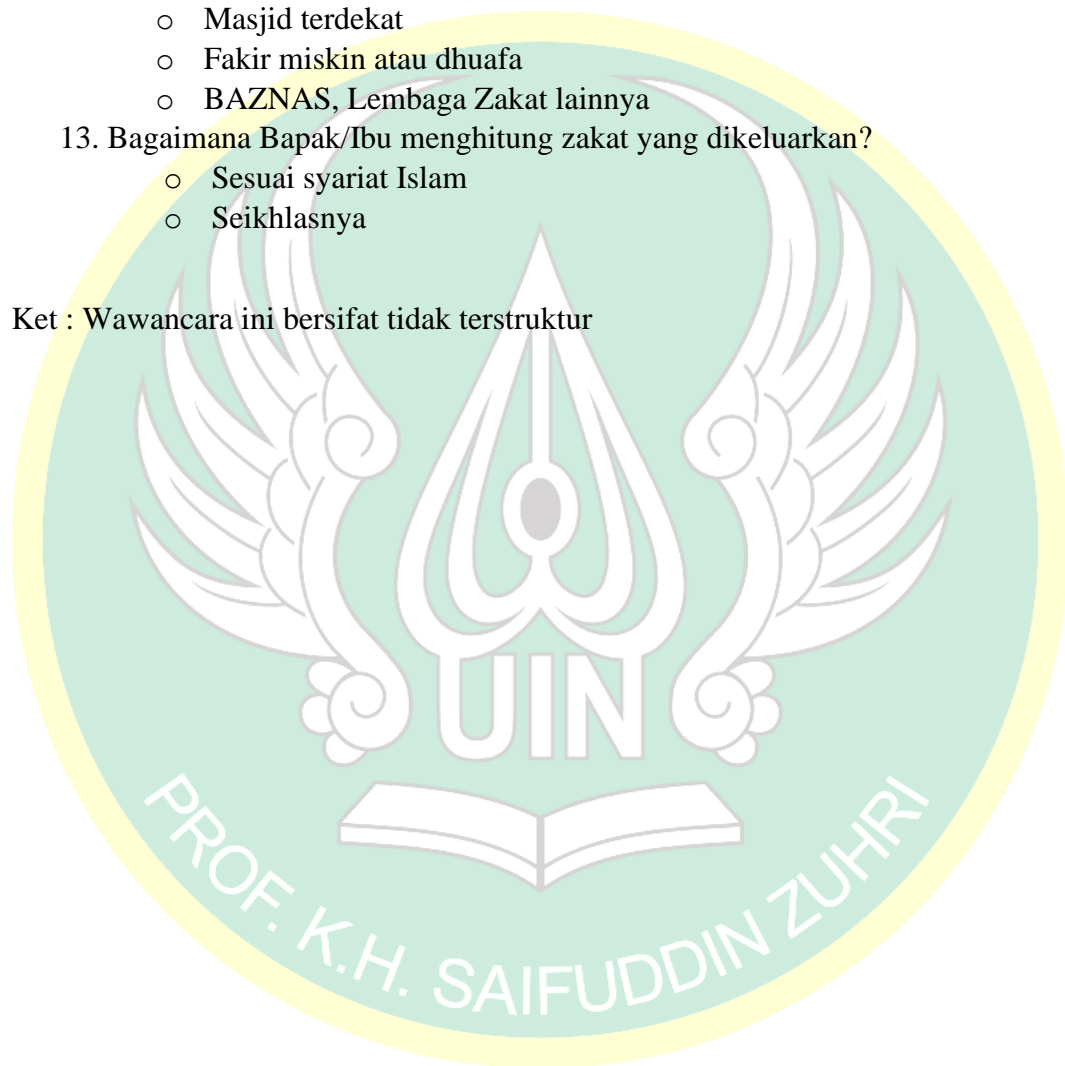 o Masjid terdekat
o Fakir miskin atau dhuafa
o BAZNAS, Lembaga Zakat lainnya
13. Bagaimana Bapak/Ibu menghitung zakat yang dikeluarkan?
o Sesuai syariat Islam
o Seikhlasnya
Ket : Wawancara ini bersifat tidak terstruktur
UIN
PROF. K.H. SAIFUDDIN ZUHRI